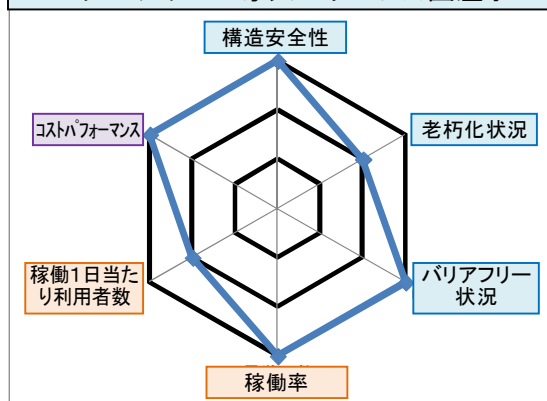 構造安全性
コストパフォーマンス
老朽化状況
稼働1日当た
り利用者数
バリアフリー
状況
稼働率